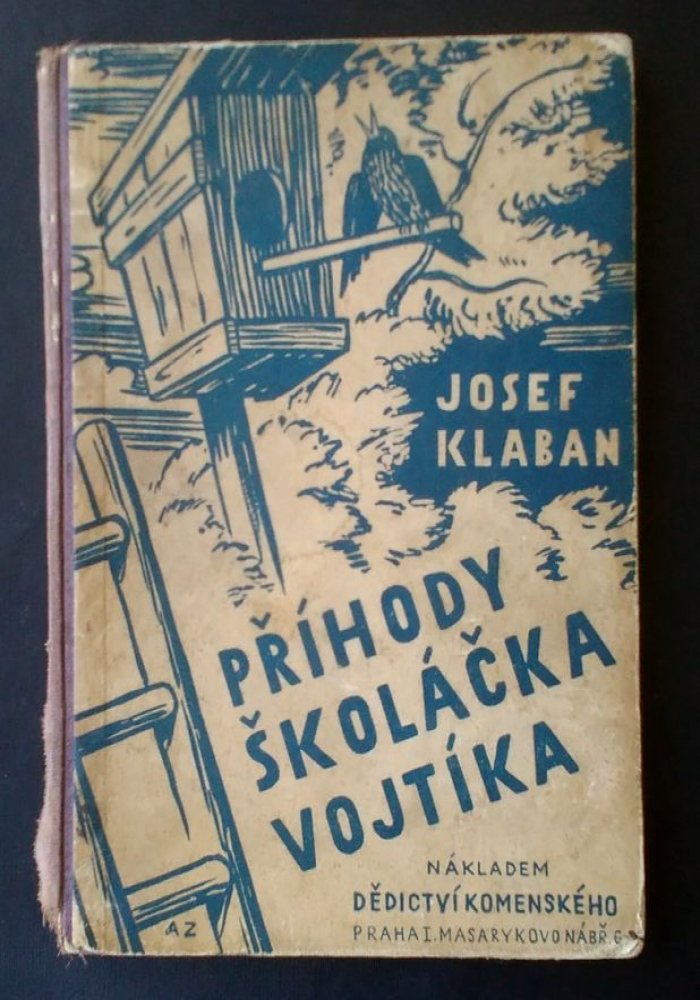 JOSEF
KLABAN
PŘÍHODY
ŠKOLÁČKA
VOJTÍKA
NÁKLADEM
DĚDICTVÍ KOMENSKÉHO
PRAHA I. MASARYKOVO NÁBŘ. 6
AZ